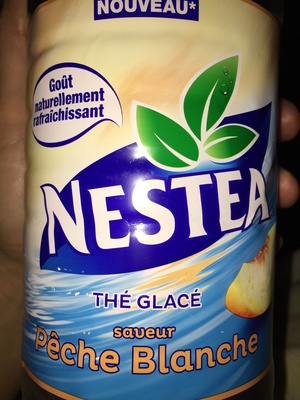 NOUVEAU*
Goût
naturellement
rafraîchissant
NESTEA
THÉ GLACÉ
saveur
Pêche Blanche